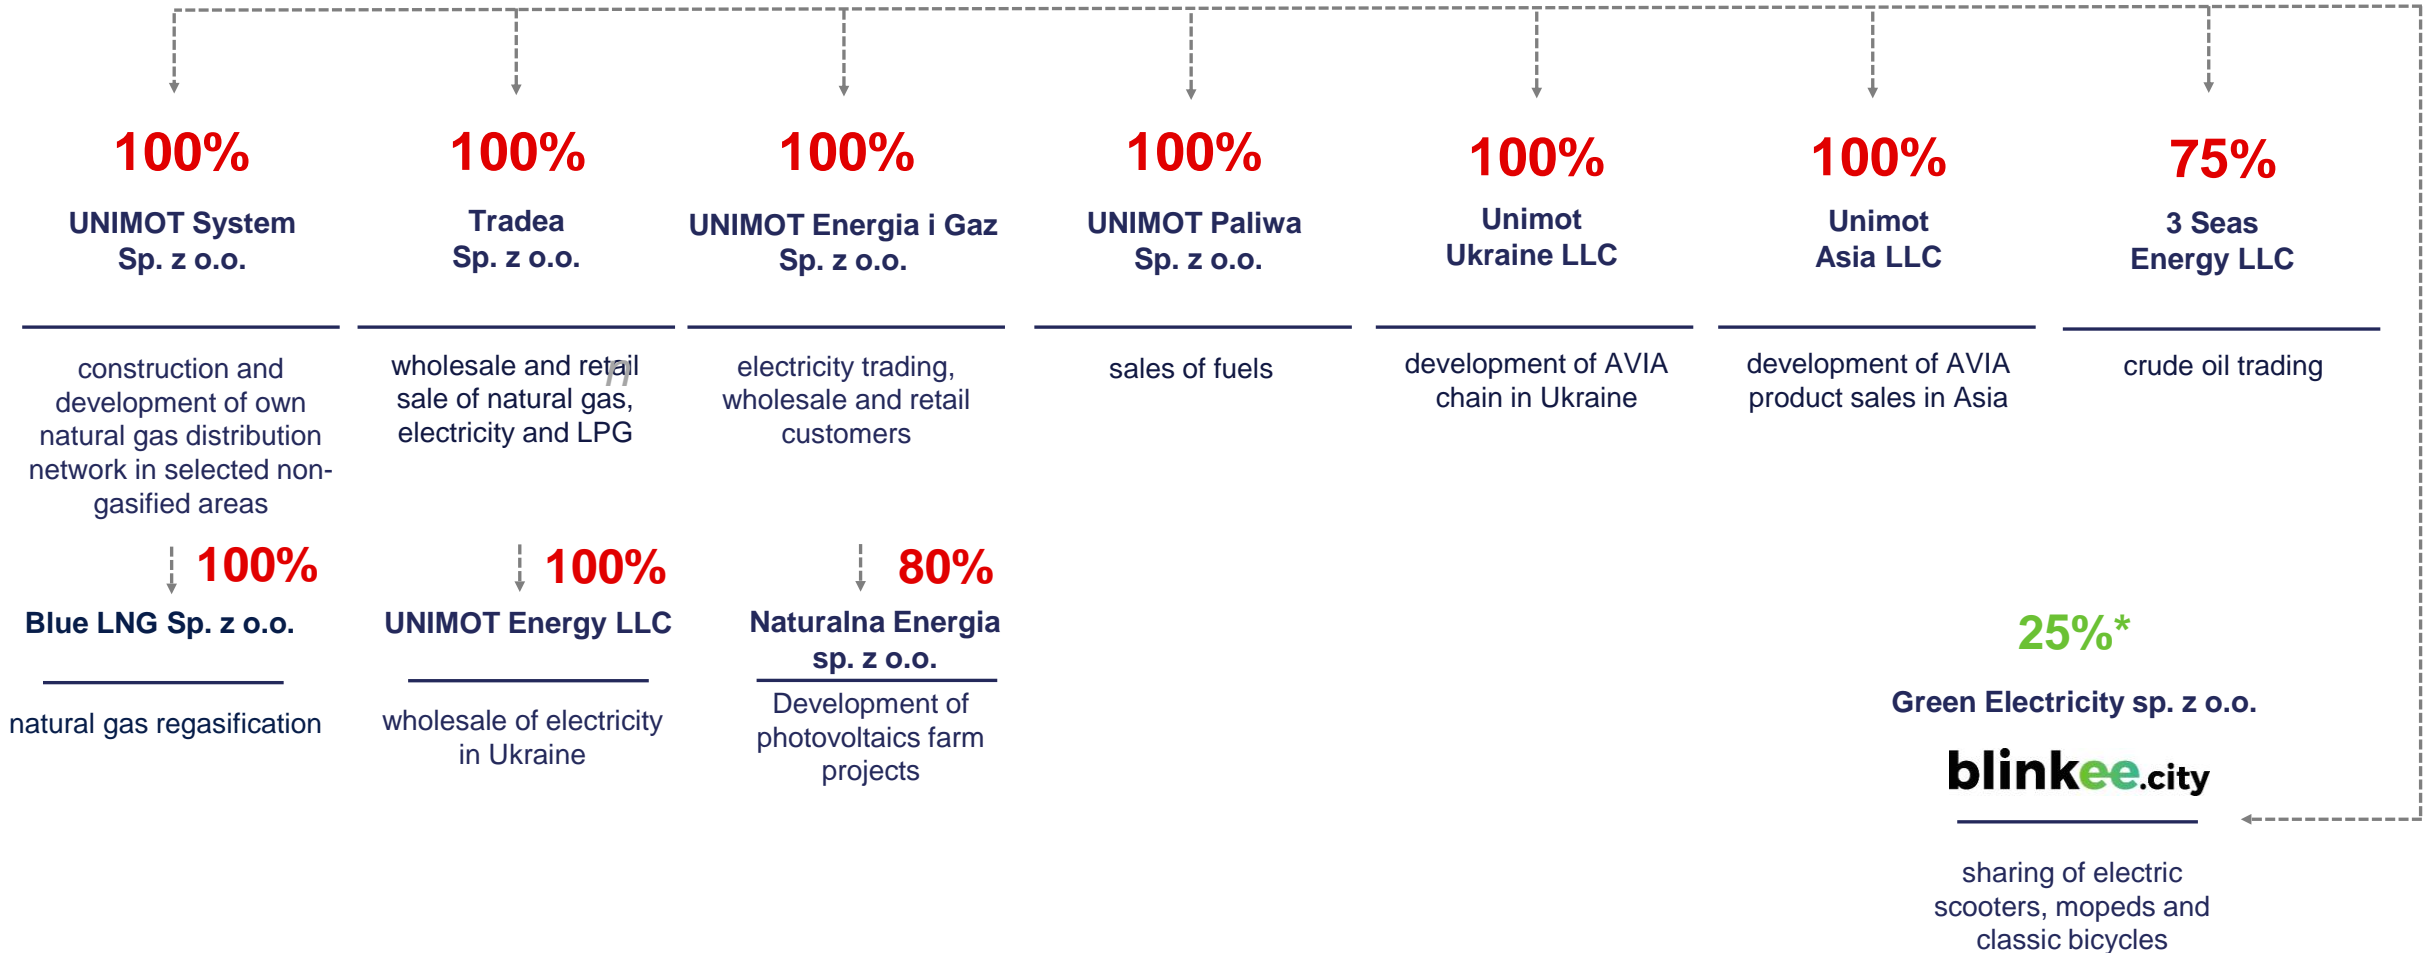 100%
UNIMOT System
Sp. z o.o.
construction and
development of own
natural gas distribution
network in selected non-
gasified areas
100%
Tradea
Sp. z o.o.
wholesale and retail
sale of natural gas,
electricity and LPG
n
100%
UNIMOT Energia i Gaz
Sp. z o.o.
electricity trading,
wholesale and retail
customers
100%
UNIMOT Paliwa
Sp. z o.o.
sales of fuels
100%
Unimot
Ukraine LLC
development of AVIA
chain in Ukraine
100%
Unimot
Asia LLC
development of AVIA
product sales in Asia
75%
3 Seas
Energy LLC
crude oil trading
100%
Blue LNG Sp. z o.o.
natural gas regasification
100%
UNIMOT Energy LLC
wholesale of electricity
in Ukraine
80%
Naturalna Energia
sp. z o.o.
Development of
photovoltaics farm
projects
25%*
Green Electricity sp. z o.o.
blinkee.city
sharing of electric
scooters, mopeds and
classic bicycles